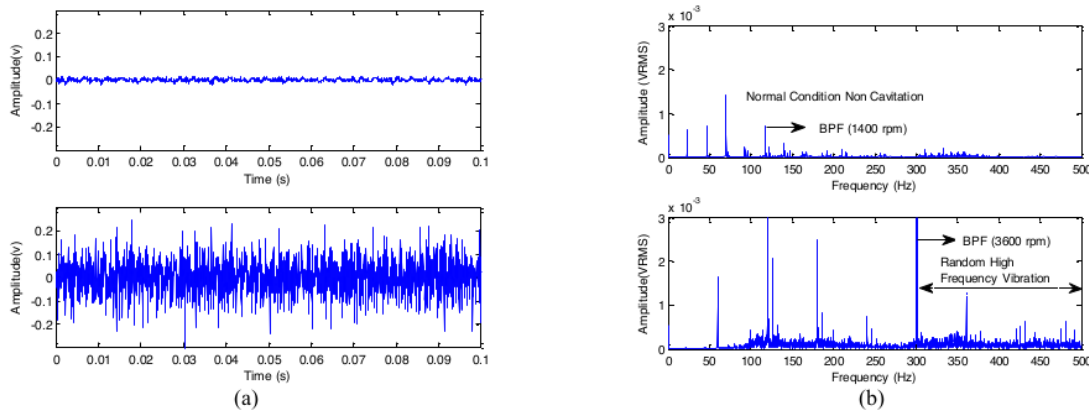 0.2
0.1
0
-0.1
-0.2
Amplitude(v)
0 0.01 0.02 0.03 0.04 0.05 0.06 0.07 0.08 0.09 0.1
Time (s)
0.2
0.1
0
-0.1
-0.2
Amplitude(v)
0 0.01 0.02 0.03 0.04 0.05 0.06 0.07 0.08 0.09 0.1
Time (s)
(a)
x 10⁻³
3
2
1
0
Amplitude (VRMS)
Normal Condition Non Cavitation
BPF (1400 rpm)
0 50 100 150 200 250 300 350 400 450 500
Frequency (Hz)
x 10⁻³
3
2
1
0
Amplitude(VRMS)
BPF (3600 rpm)
Random High
Frequency Vibration
0 50 100 150 200 250 300 350 400 450 500
Frequency (Hz)
(b)